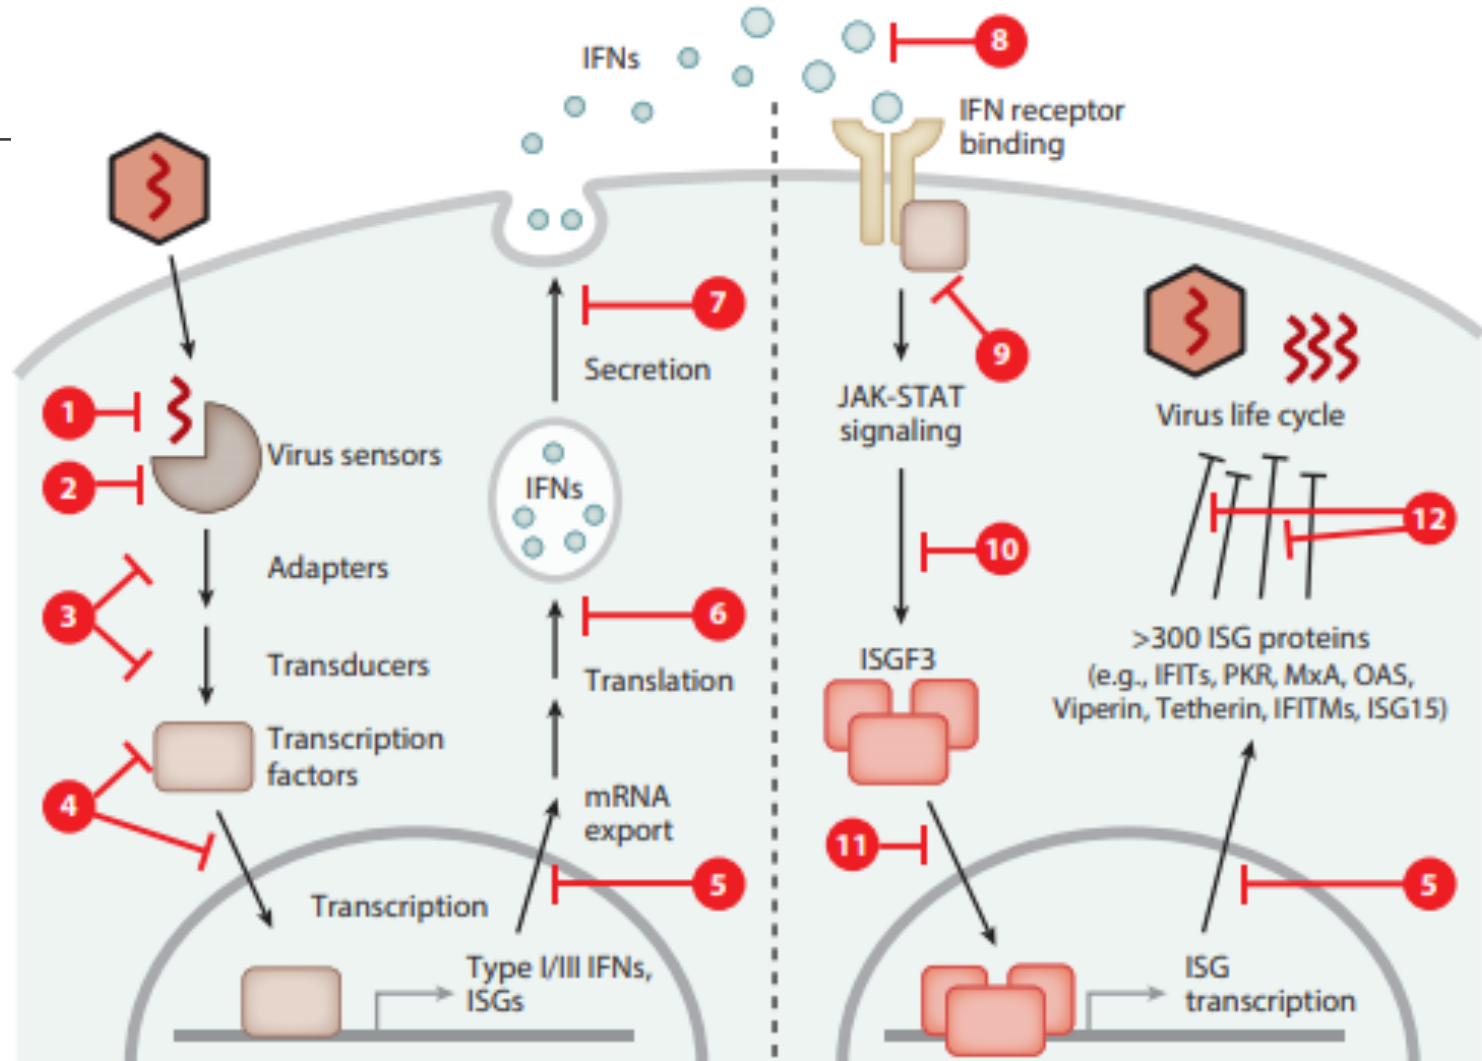 IFNs
8
IFN receptor
binding
7
Secretion
9
JAK-STAT
signaling
Virus life cycle
1
2
Virus sensors
IFNs
12
10
3
Adapters
6
Transducers
Translation
ISGF3
>300 ISG proteins
(e.g., IFITs, PKR, MxA, OAS,
Viperin, Tetherin, IFITMs, ISG15)
4
Transcription
factors
mRNA
export
11
5
5
Transcription
Type I/III IFNs,
ISGs
ISG
transcription